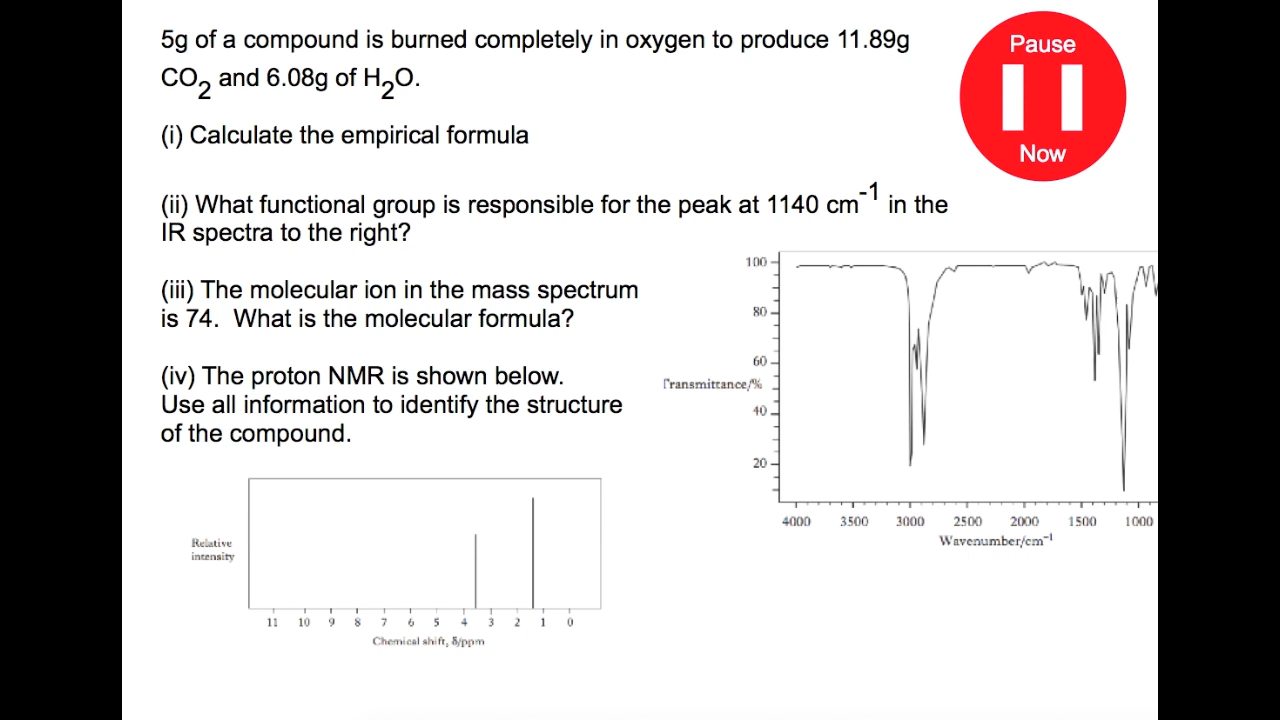 5g of a compound is burned completely in oxygen to produce 11.89g
CO2 and 6.08g of H2O.
Pause
Now
(i) Calculate the empirical formula
(ii) What functional group is responsible for the peak at 1140 cm-1 in the
IR spectra to the right?
(iii) The molecular ion in the mass spectrum
is 74.  What is the molecular formula?
(iv) The proton NMR is shown below.
Use all information to identify the structure
of the compound.
100
80
60
Transmittance/%
40
20
4000 3500 3000 2500 2000 1500 1000
Wavenumber/cm-1
Relative
intensity
11 10 9 8 7 6 5 4 3 2 1 0
Chemical shift, δ/ppm